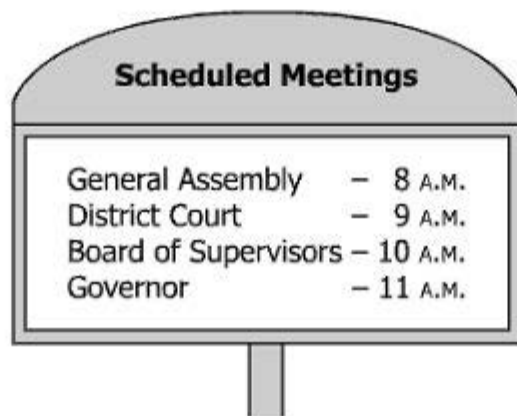 Scheduled Meetings
General Assembly – 8 A.M.
District Court – 9 A.M.
Board of Supervisors – 10 A.M.
Governor – 11 A.M.